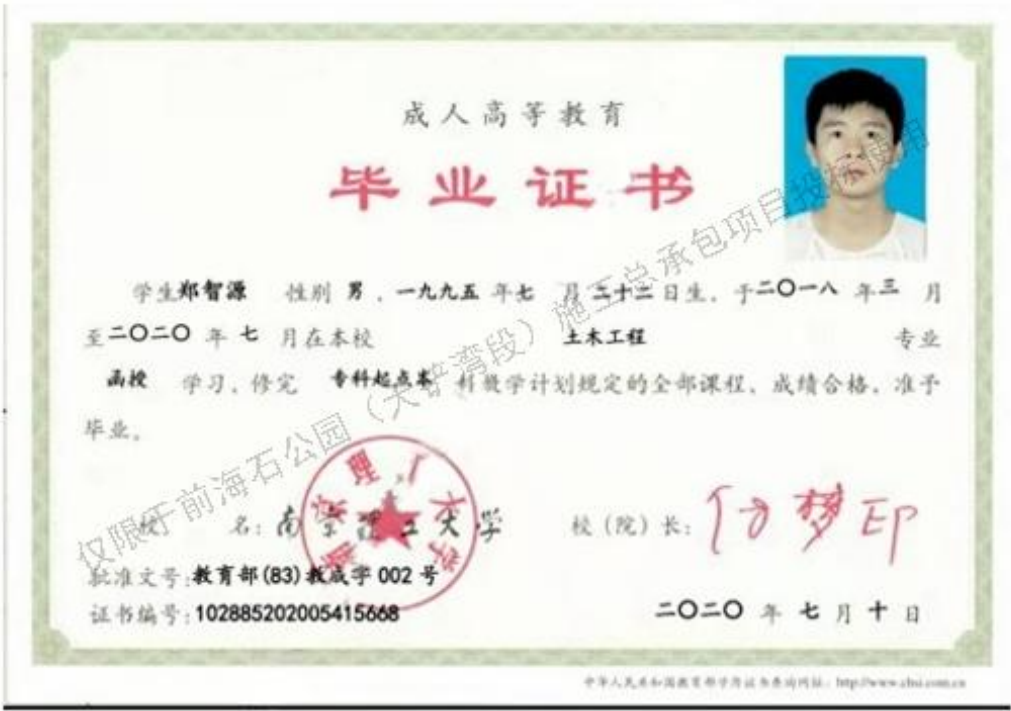 成人高等教育
毕业证书
学生郑智源 性别 男，一九九五 年七 月二十二日生，于二〇一八 年三 月
至二〇二〇 年 七 月在本校 土木工程 专业
函授 学习，修完 专科起点本 科教学计划规定的全部课程，成绩合格，准予
毕业。
校 名：南京理工大学 校（院）长：付梦印
批准文号：教育部(83)教成字 002 号
证书编号：102885202005415668 二〇二〇 年 七 月 十 日
中华人民共和国教育部学历证书查询网址：http://www.chsi.com.cn
南京理工大学
仅限于前海石公园（大铲湾段）施工总承包项目投标使用